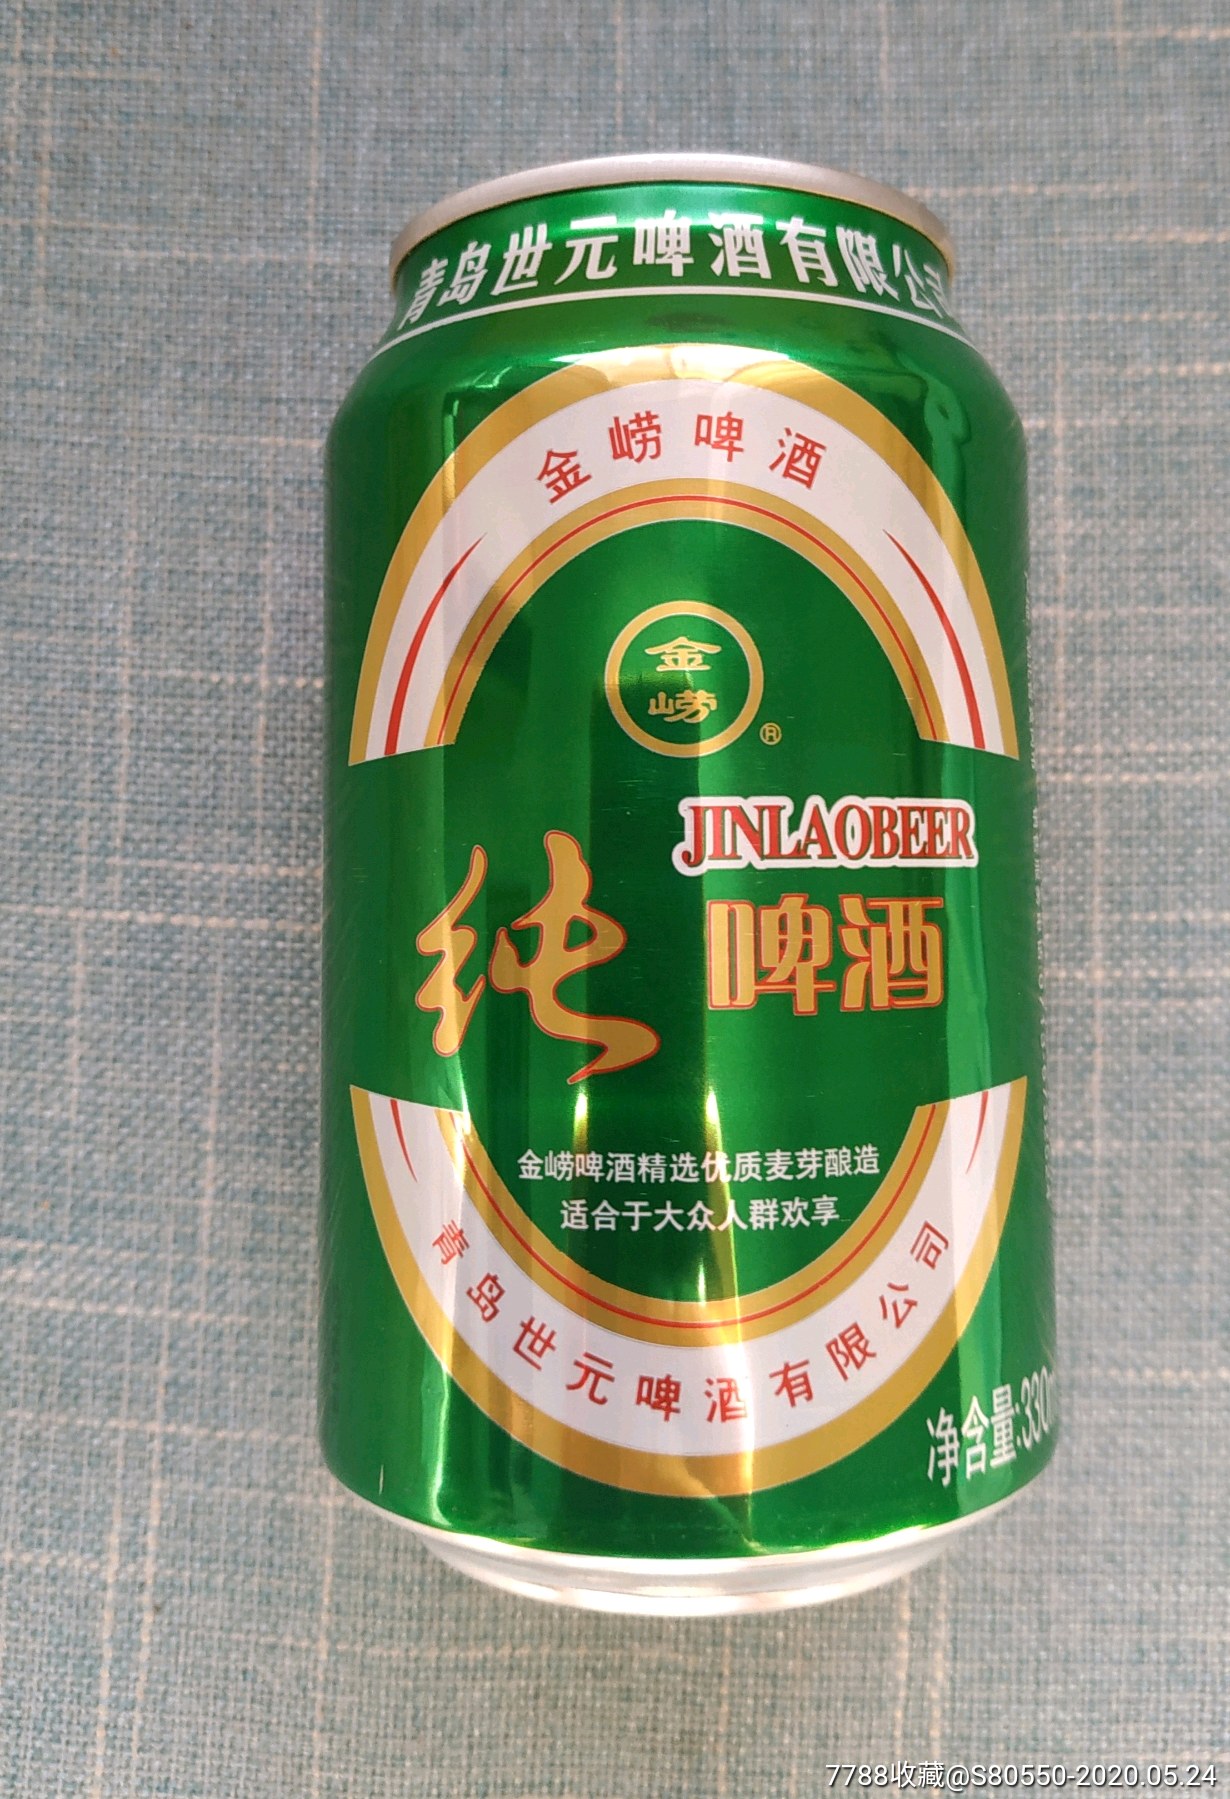 青岛世元啤酒有限公司
金崂啤酒
金
崂
®
JINLAOBEER
纯 啤酒
金崂啤酒精选优质麦芽酿造
适合于大众人群欢享
青岛世元啤酒有限公司
净含量:330
7788收藏@S80550-2020.05.24